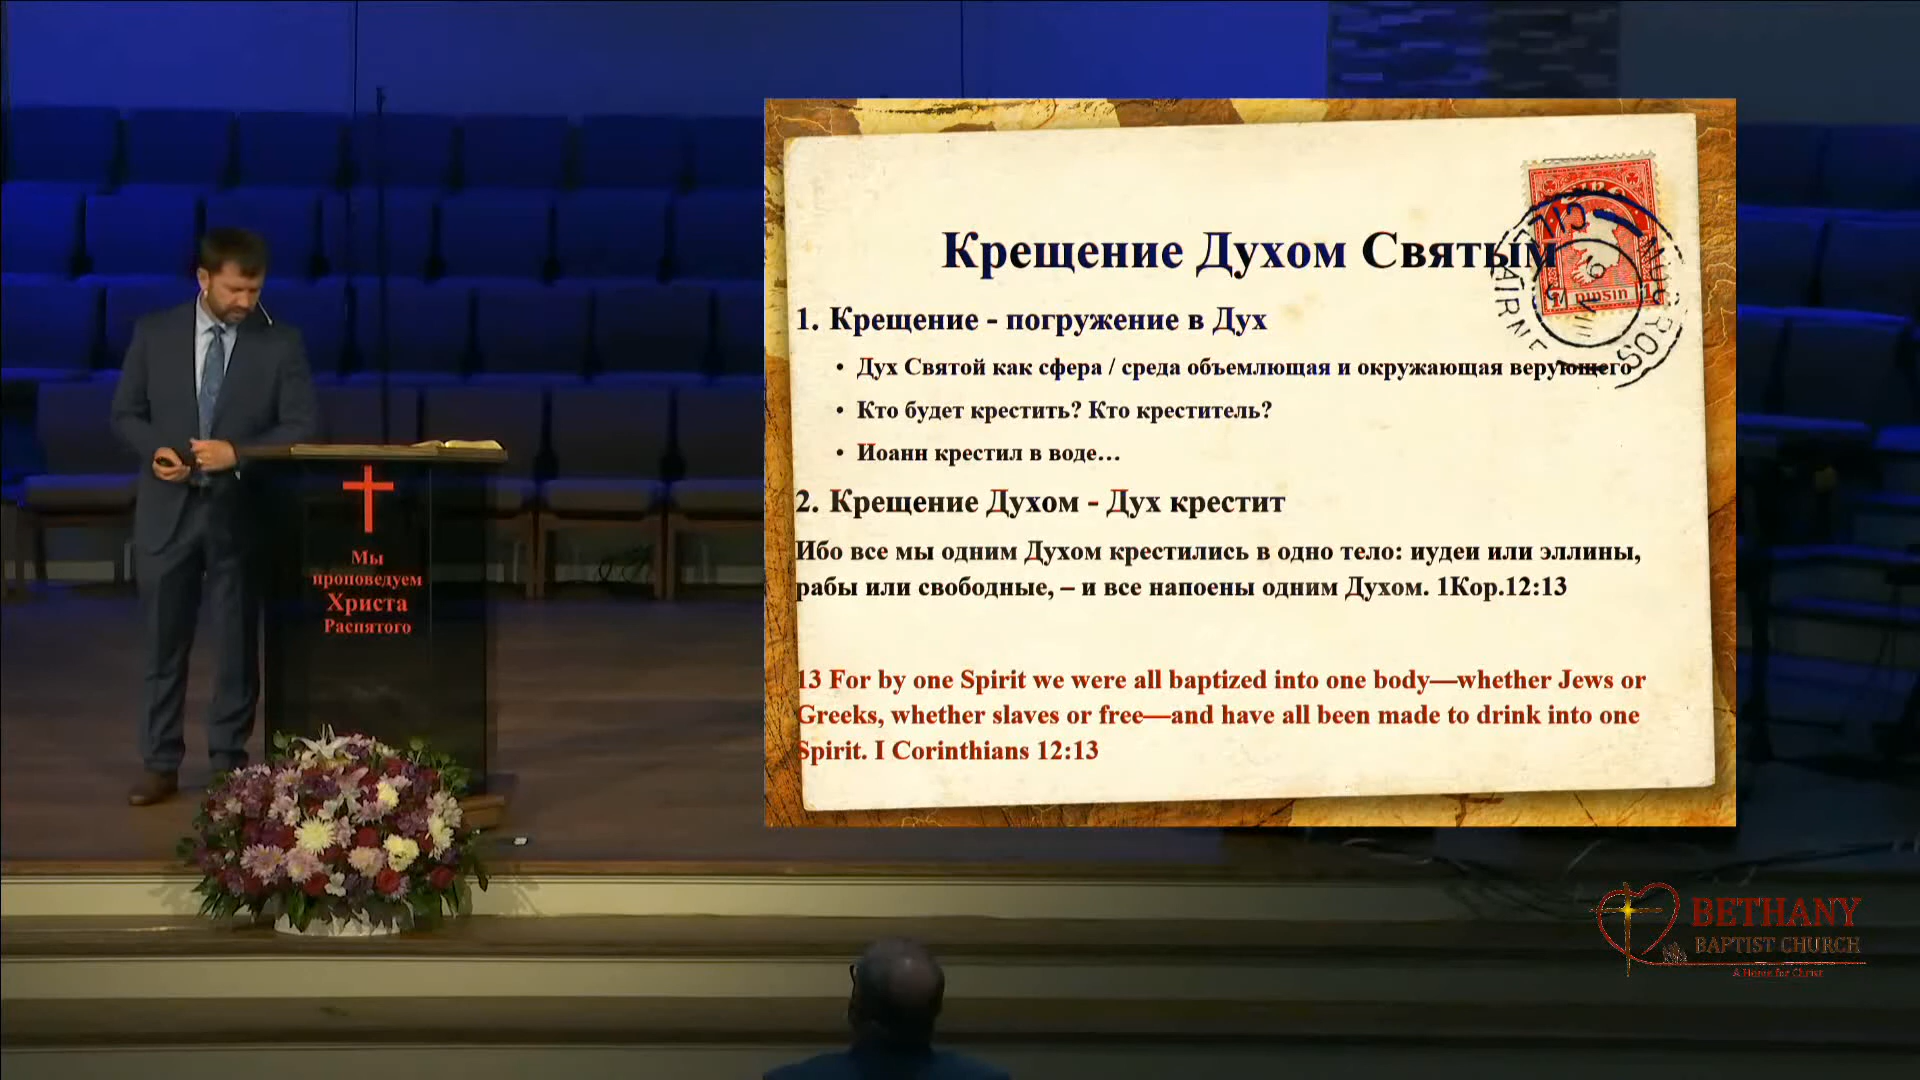 Крещение Духом Святым
1. Крещение - погружение в Дух
• Дух Святой как сфера / среда объемлющая и окружающая верующего
• Кто будет крестить? Кто креститель?
• Иоанн крестил в воде…
2. Крещение Духом - Дух крестит
Ибо все мы одним Духом крестились в одно тело: иудеи или эллины,
рабы или свободные, – и все напоены одним Духом. 1Кор.12:13
13 For by one Spirit we were all baptized into one body—whether Jews or
Greeks, whether slaves or free—and have all been made to drink into one
Spirit. I Corinthians 12:13
Мы
проповедуем
Христа
Распятого
BETHANY
BAPTIST CHURCH
A Home for Christ